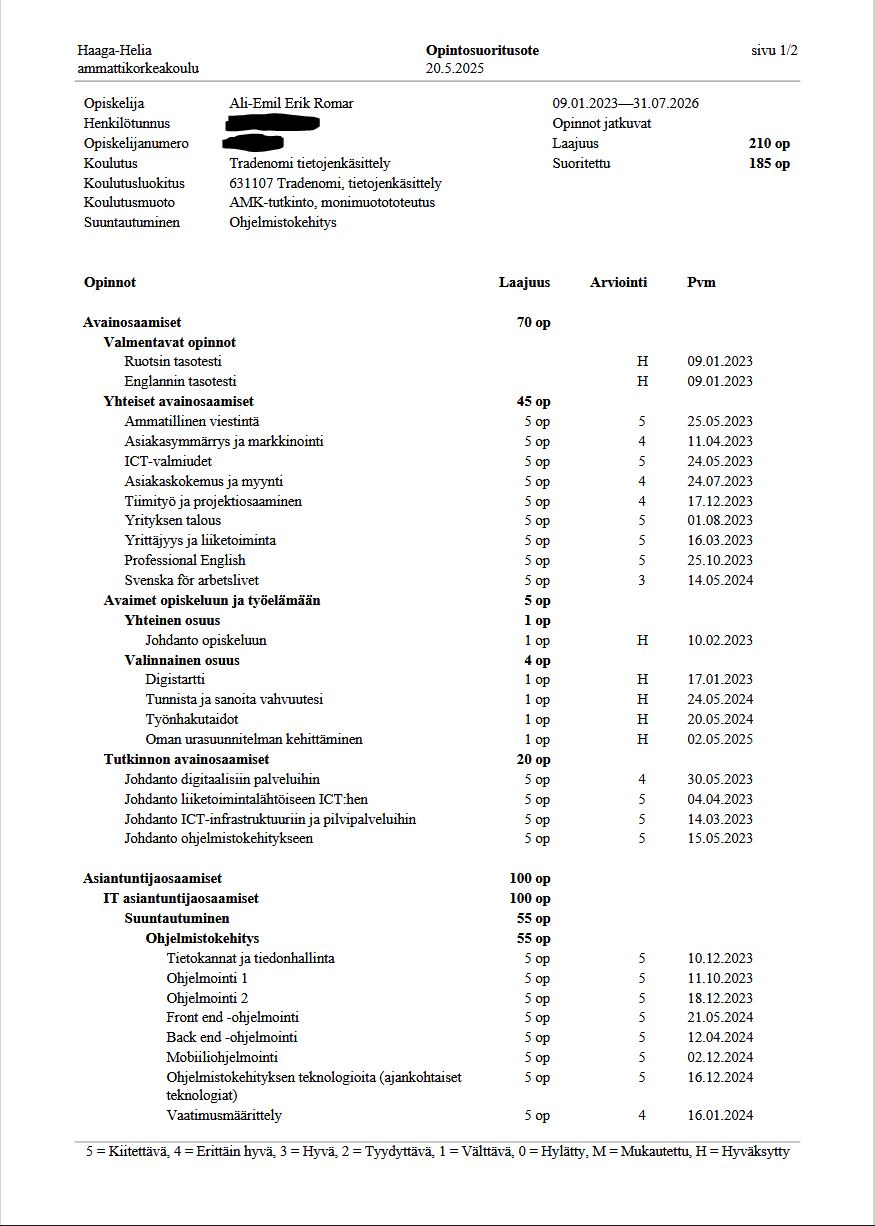 Haaga-Helia Opintosuoritusote sivu 1/2
ammattikorkeakoulu 20.5.2025
Opiskelija Ali-Emil Erik Romar 09.01.2023—31.07.2026
Henkilötunnus Opinnot jatkuvat
Opiskelijanumero Laajuus 210 op
Koulutus Tradenomi tietojenkäsittely Suoritettu 185 op
Koulutusluokitus 631107 Tradenomi, tietojenkäsittely
Koulutusmuoto AMK-tutkinto, monimuotototeutus
Suuntautuminen Ohjelmistokehitys
Opinnot Laajuus Arviointi Pvm
Avainosaamiset 70 op
Valmentavat opinnot
Ruotsin tasotesti H 09.01.2023
Englannin tasotesti H 09.01.2023
Yhteiset avainosaamiset 45 op
Ammatillinen viestintä 5 op 5 25.05.2023
Asiakasymmärrys ja markkinointi 5 op 4 11.04.2023
ICT-valmiudet 5 op 5 24.05.2023
Asiakaskokemus ja myynti 5 op 4 24.07.2023
Tiimityö ja projektiosaaminen 5 op 4 17.12.2023
Yrityksen talous 5 op 5 01.08.2023
Yrittäjyys ja liiketoiminta 5 op 5 16.03.2023
Professional English 5 op 5 25.10.2023
Svenska för arbetslivet 5 op 3 14.05.2024
Avaimet opiskeluun ja työelämään 5 op
Yhteinen osuus 1 op
Johdanto opiskeluun 1 op H 10.02.2023
Valinnainen osuus 4 op
Digistartti 1 op H 17.01.2023
Tunnista ja sanoita vahvuutesi 1 op H 24.05.2024
Työnhakutaidot 1 op H 20.05.2024
Oman urasuunnitelman kehittäminen 1 op H 02.05.2025
Tutkinnon avainosaamiset 20 op
Johdanto digitaalisiin palveluihin 5 op 4 30.05.2023
Johdanto liiketoimintalähtöiseen ICT:hen 5 op 5 04.04.2023
Johdanto ICT-infrastruktuuriin ja pilvipalveluihin 5 op 5 14.03.2023
Johdanto ohjelmistokehitykseen 5 op 5 15.05.2023
Asiantuntijaosaamiset 100 op
IT asiantuntijaosaamiset 100 op
Suuntautuminen 55 op
Ohjelmistokehitys 55 op
Tietokannat ja tiedonhallinta 5 op 5 10.12.2023
Ohjelmointi 1 5 op 5 11.10.2023
Ohjelmointi 2 5 op 5 18.12.2023
Front end -ohjelmointi 5 op 5 21.05.2024
Back end -ohjelmointi 5 op 5 12.04.2024
Mobiiliohjelmointi 5 op 5 02.12.2024
Ohjelmistokehityksen teknologioita (ajankohtaiset 5 op 5 16.12.2024
teknologiat)
Vaatimusmäärittely 5 op 4 16.01.2024
5 = Kiitettävä, 4 = Erittäin hyvä, 3 = Hyvä, 2 = Tyydyttävä, 1 = Välttävä, 0 = Hylätty, M = Mukautettu, H = Hyväksytty